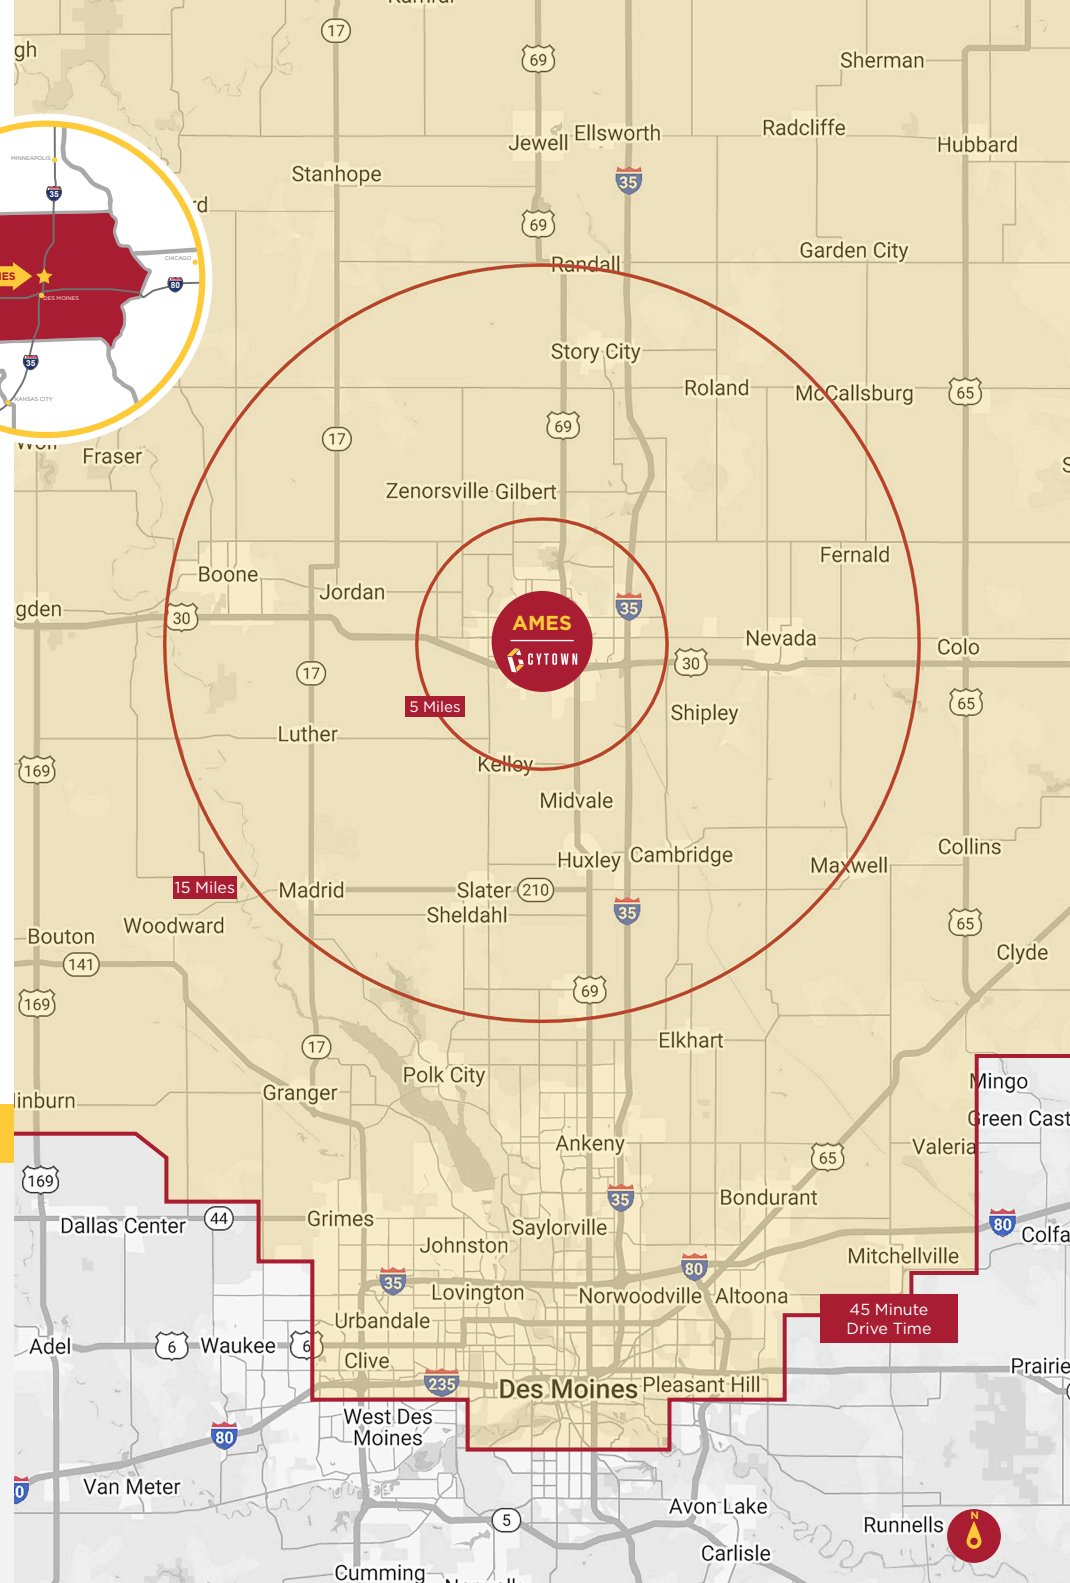 17
69
Sherman
Jewell
Ellsworth
Radcliffe
Hubbard
Stanhope
35
69
Garden City
Randall
MINNEAPOLIS
35
CHICAGO
80
DES MOINES
35
KANSAS CITY
Story City
Roland
McCallsburg
65
69
17
Fraser
Zenorsville
Gilbert
Fernald
Boone
Jordan
30
35
AMES
CYTOWN
Nevada
Colo
30
17
65
5 Miles
Shipley
Luther
Kelley
169
Midvale
Huxley
Cambridge
Collins
Maxwell
15 Miles
Madrid
Slater
210
Sheldahl
35
Woodward
Bouton
65
Clyde
141
169
69
17
Elkhart
Polk City
Granger
Mingo
Green Cast
Ankeny
Valeria
65
169
35
Bondurant
Dallas Center
44
Grimes
Saylorville
80
Colfa
Johnston
Mitchellville
35
80
Lovington
Norwoodville
Altoona
45 Minute
Drive Time
Urbandale
Adel
6
Waukee
6
Clive
Prairie
235
Des Moines
Pleasant Hill
West Des
Moines
80
Van Meter
Avon Lake
5
Runnells
N
Carlisle
Cumming